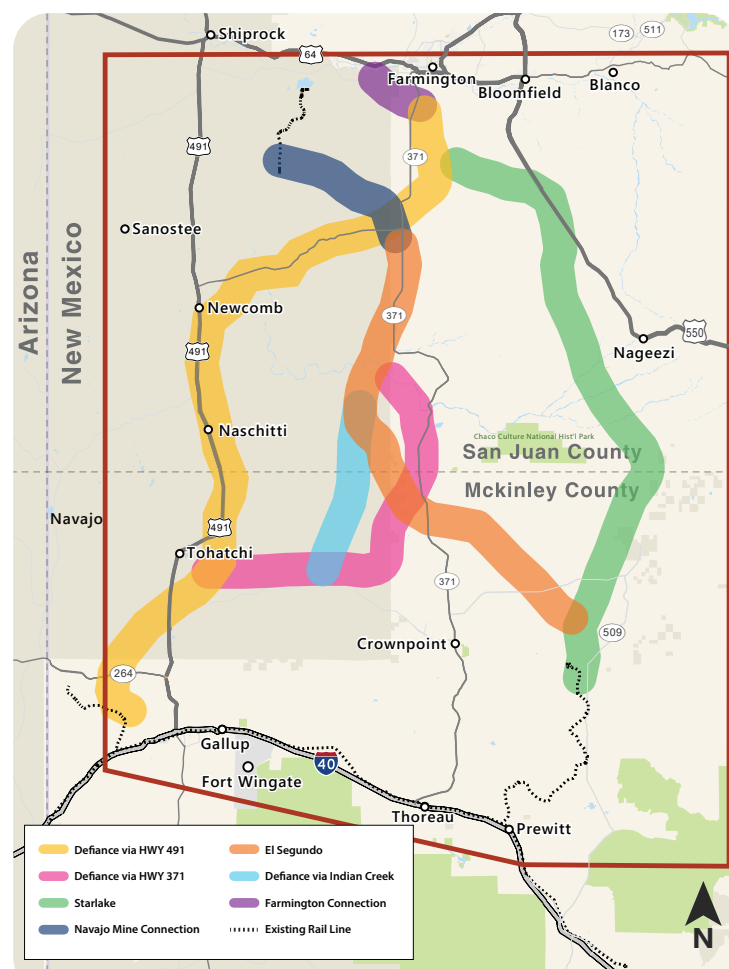 Shiprock
64
173
511
Farmington
Bloomfield
Blanco
491
371
Sanostee
Arizona
New Mexico
Newcomb
371
491
550
Nageezi
Naschitti
Chaco Culture National Hist'l Park
San Juan County
Mckinley County
Navajo
491
Tohatchi
371
509
Crownpoint
264
Gallup
40
Fort Wingate
Thoreau
Prewitt
Defiance via HWY 491
El Segundo
Defiance via HWY 371
Defiance via Indian Creek
Starlake
Farmington Connection
Navajo Mine Connection
Existing Rail Line
N